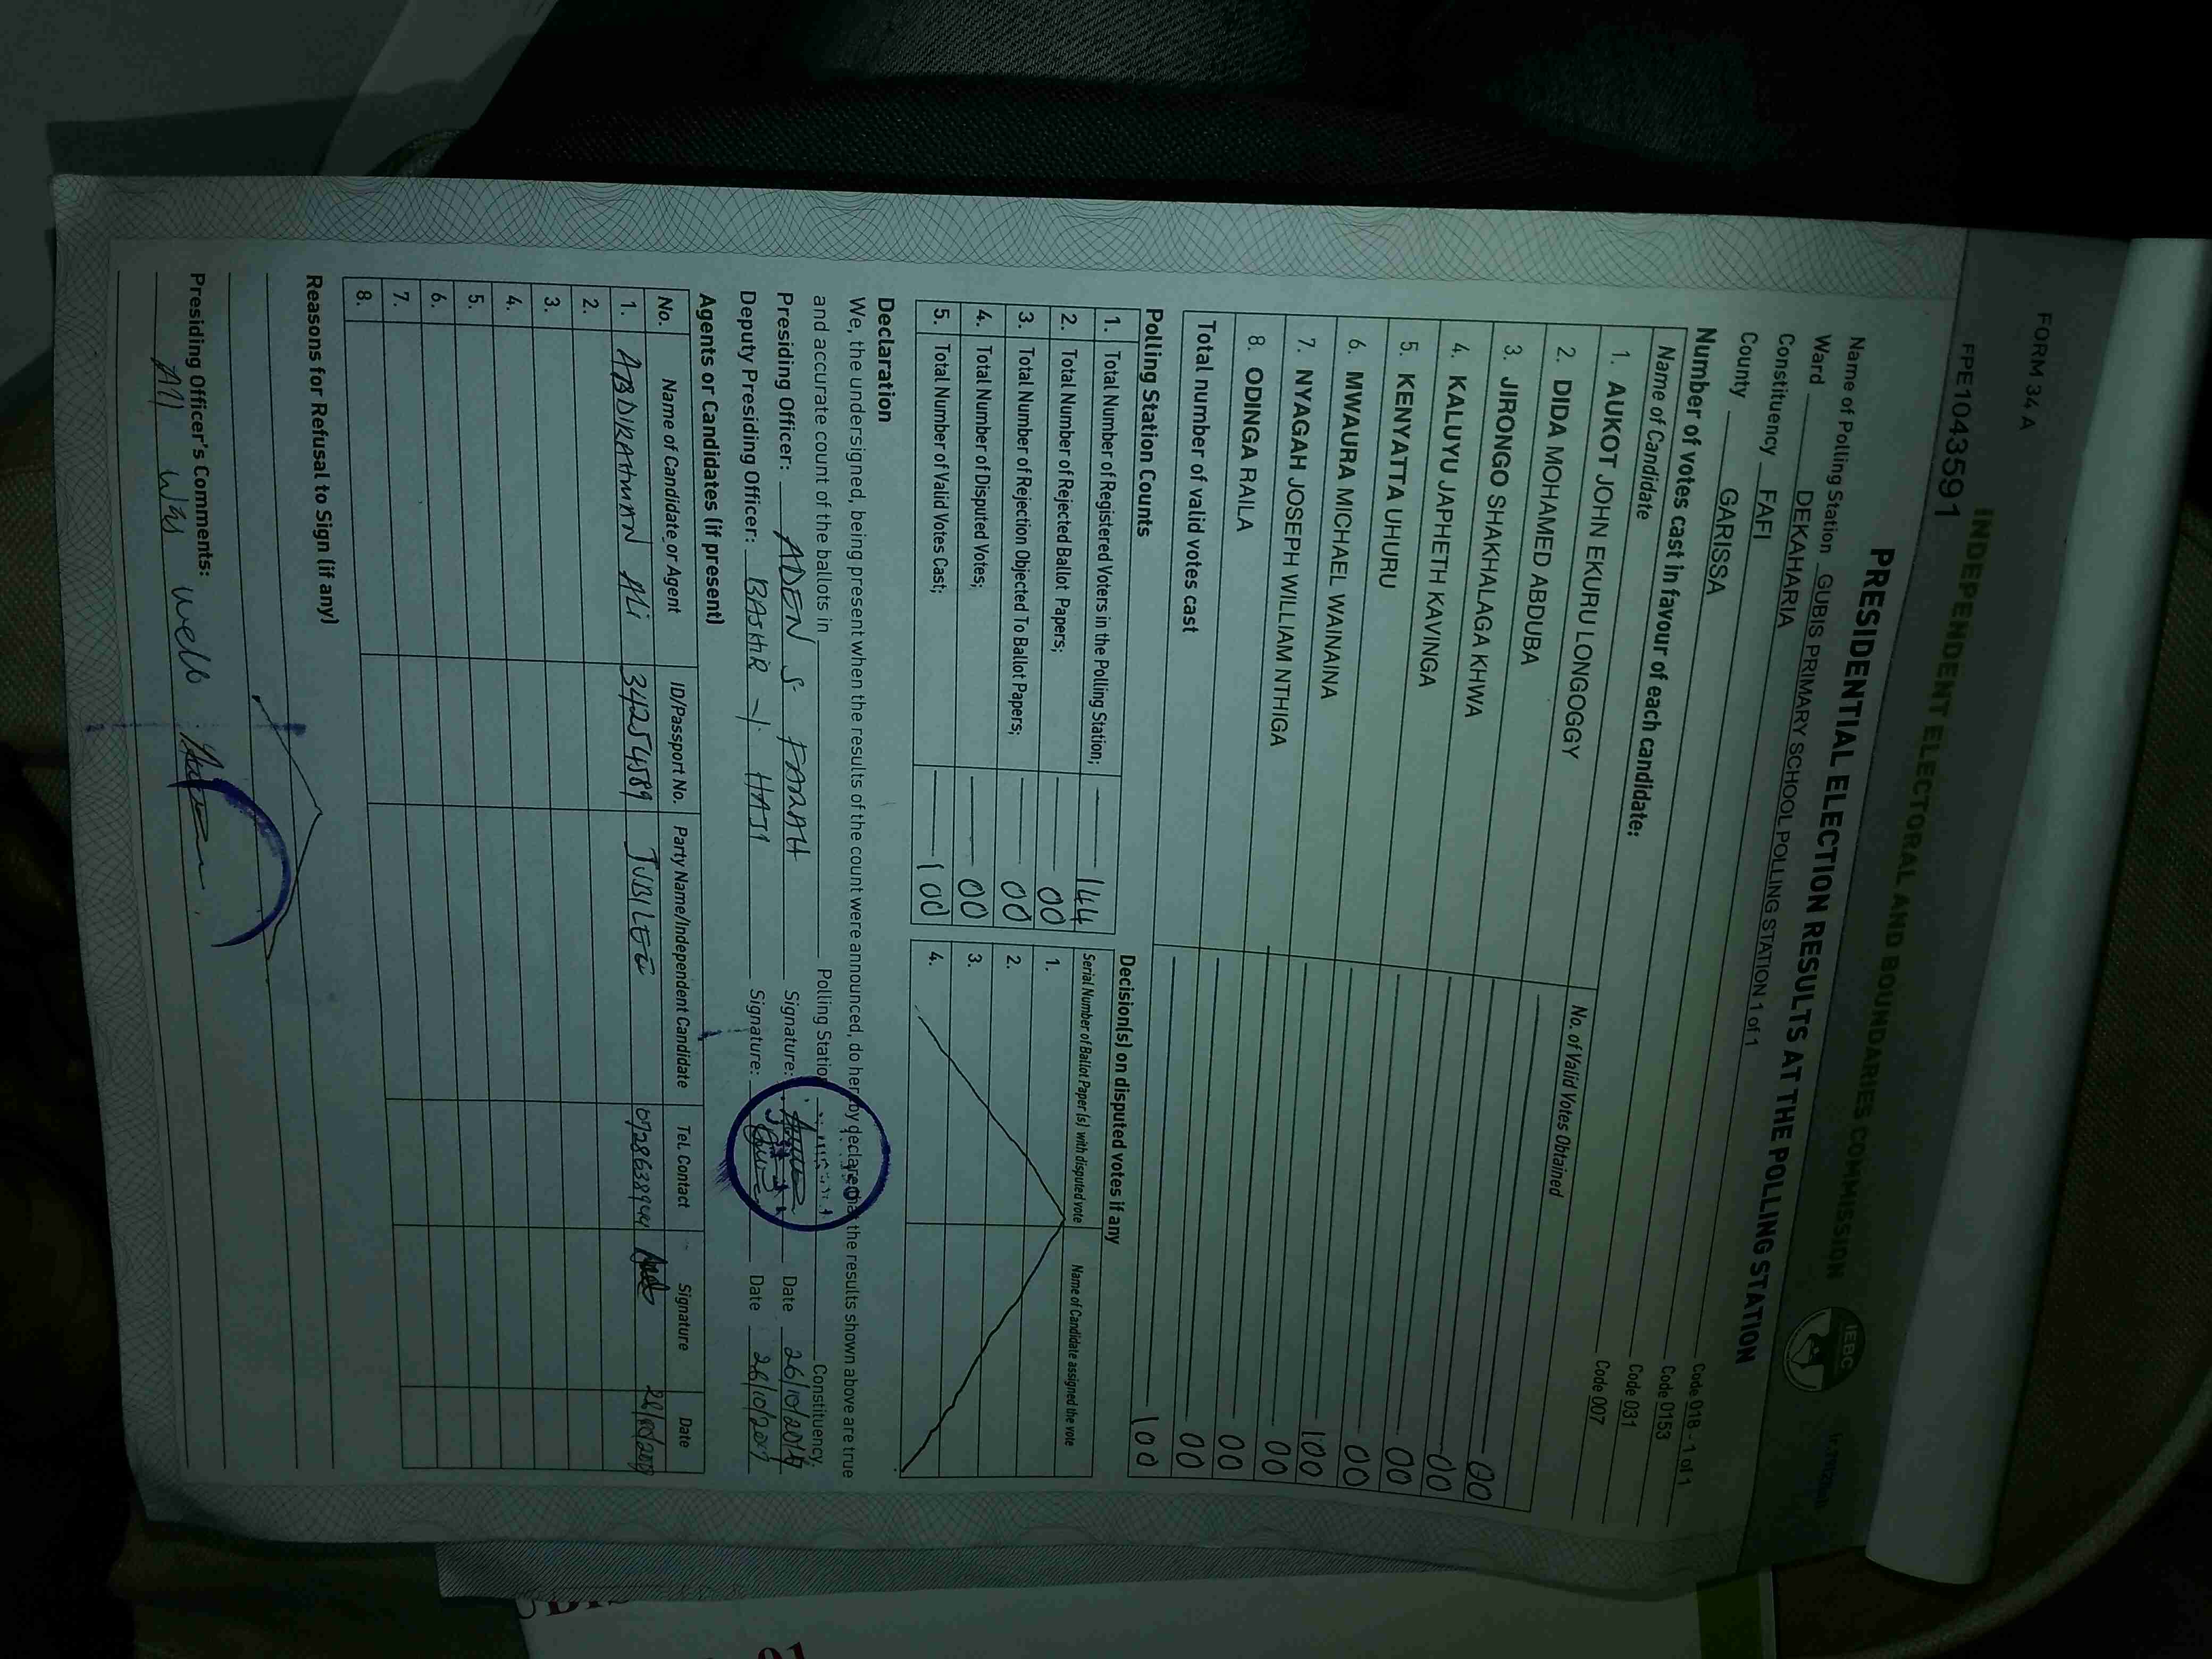 FORM 34 A
FPE1043591
INDEPENDENT ELECTORAL AND BOUNDARIES COMMISSION
IEBC
PRESIDENTIAL ELECTION RESULTS AT THE POLLING STATION
Name of Polling Station GUBIS PRIMARY SCHOOL POLLING STATION 1 of 1 Code 018 - 1 of 1
Ward DEKAHARIA Code 0153
Constituency FAFI Code 031
County GARISSA Code 007
Number of votes cast in favour of each candidate:
Name of Candidate No. of Valid Votes Obtained
1. AUKOT JOHN EKURU LONGOGGY 00
2. DIDA MOHAMED ABDUBA 00
3. JIRONGO SHAKHALAGA KHWA 00
4. KALUYU JAPHETH KAVINGA 00
5. KENYATTA UHURU 100
6. MWAURA MICHAEL WAINAINA 00
7. NYAGAH JOSEPH WILLIAM NTHIGA 00
8. ODINGA RAILA 00
Total number of valid votes cast 100
Polling Station Counts
1. Total Number of Registered Voters in the Polling Station; 144
2. Total Number of Rejected Ballot Papers; 00
3. Total Number of Rejection Objected To Ballot Papers; 00
4. Total Number of Disputed Votes; 00
5. Total Number of Valid Votes Cast; 100
Decision(s) on disputed votes if any
Serial Number of Ballot Paper (s) with disputed vote Name of Candidate assigned the vote
1.
2.
3.
4.
Declaration
We, the undersigned, being present when the results of the count were announced, do hereby declare that the results shown above are true
and accurate count of the ballots in Polling Station Constituency.
Presiding Officer: ADEN S FARAH Signature: Date 26/10/2017
Deputy Presiding Officer: BASHIR I HAJI Signature: Date 26/10/2017
Agents or Candidates (if present)
No. Name of Candidate or Agent ID/Passport No. Party Name/Independent Candidate Tel. Contact Signature Date
1. ABDIRAHMAN Ali 34254589 JUBILEE 26/10/2017
2.
3.
4.
5.
6.
7.
8.
Reasons for Refusal to Sign (if any)
Presiding Officer's Comments:
All was well